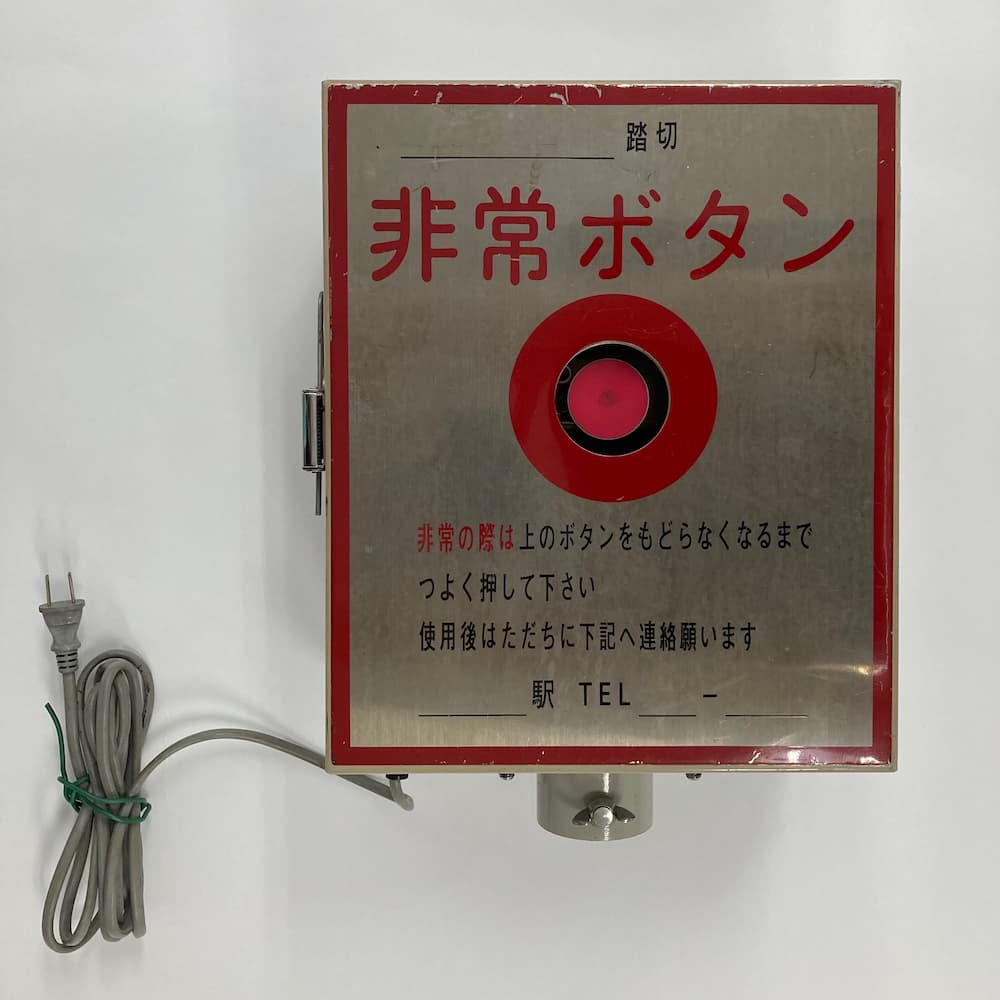 踏切
非常ボタン
非常の際は上のボタンをもどらなくなるまで
つよく押して下さい
使用後はただちに下記へ連絡願います
駅 TEL ー